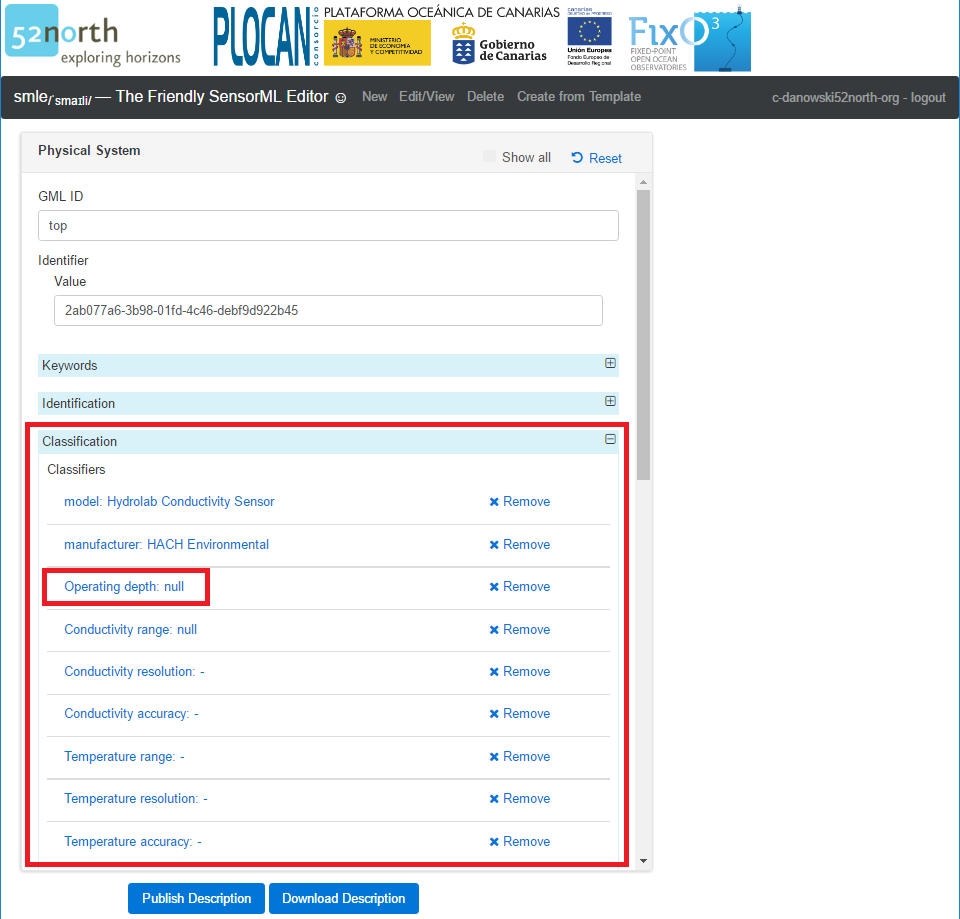 52north
exploring horizons
PLOCAN
consorcio
PLATAFORMA OCEÁNICA DE CANARIAS
MINISTERIO
DE ECONOMÍA
Y COMPETITIVIDAD
Gobierno
de Canarias
canarias
Unión Europea
Fondo Europeo de
Desarrollo Regional
FixO3
FIXED-POINT
OPEN OCEAN
OBSERVATORIES
smle/ˈsmaɪli/ — The Friendly SensorML Editor ☺ New Edit/View Delete Create from Template c-danowski52north-org - logout
Physical System
Show all Reset
GML ID
top
Identifier
Value
2ab077a6-3b98-01fd-4c46-debf9d922b45
Keywords
Identification
Classification
Classifiers
model: Hydrolab Conductivity Sensor Remove
manufacturer: HACH Environmental Remove
Operating depth: null Remove
Conductivity range: null Remove
Conductivity resolution: - Remove
Conductivity accuracy: - Remove
Temperature range: - Remove
Temperature resolution: - Remove
Temperature accuracy: - Remove
Publish Description Download Description